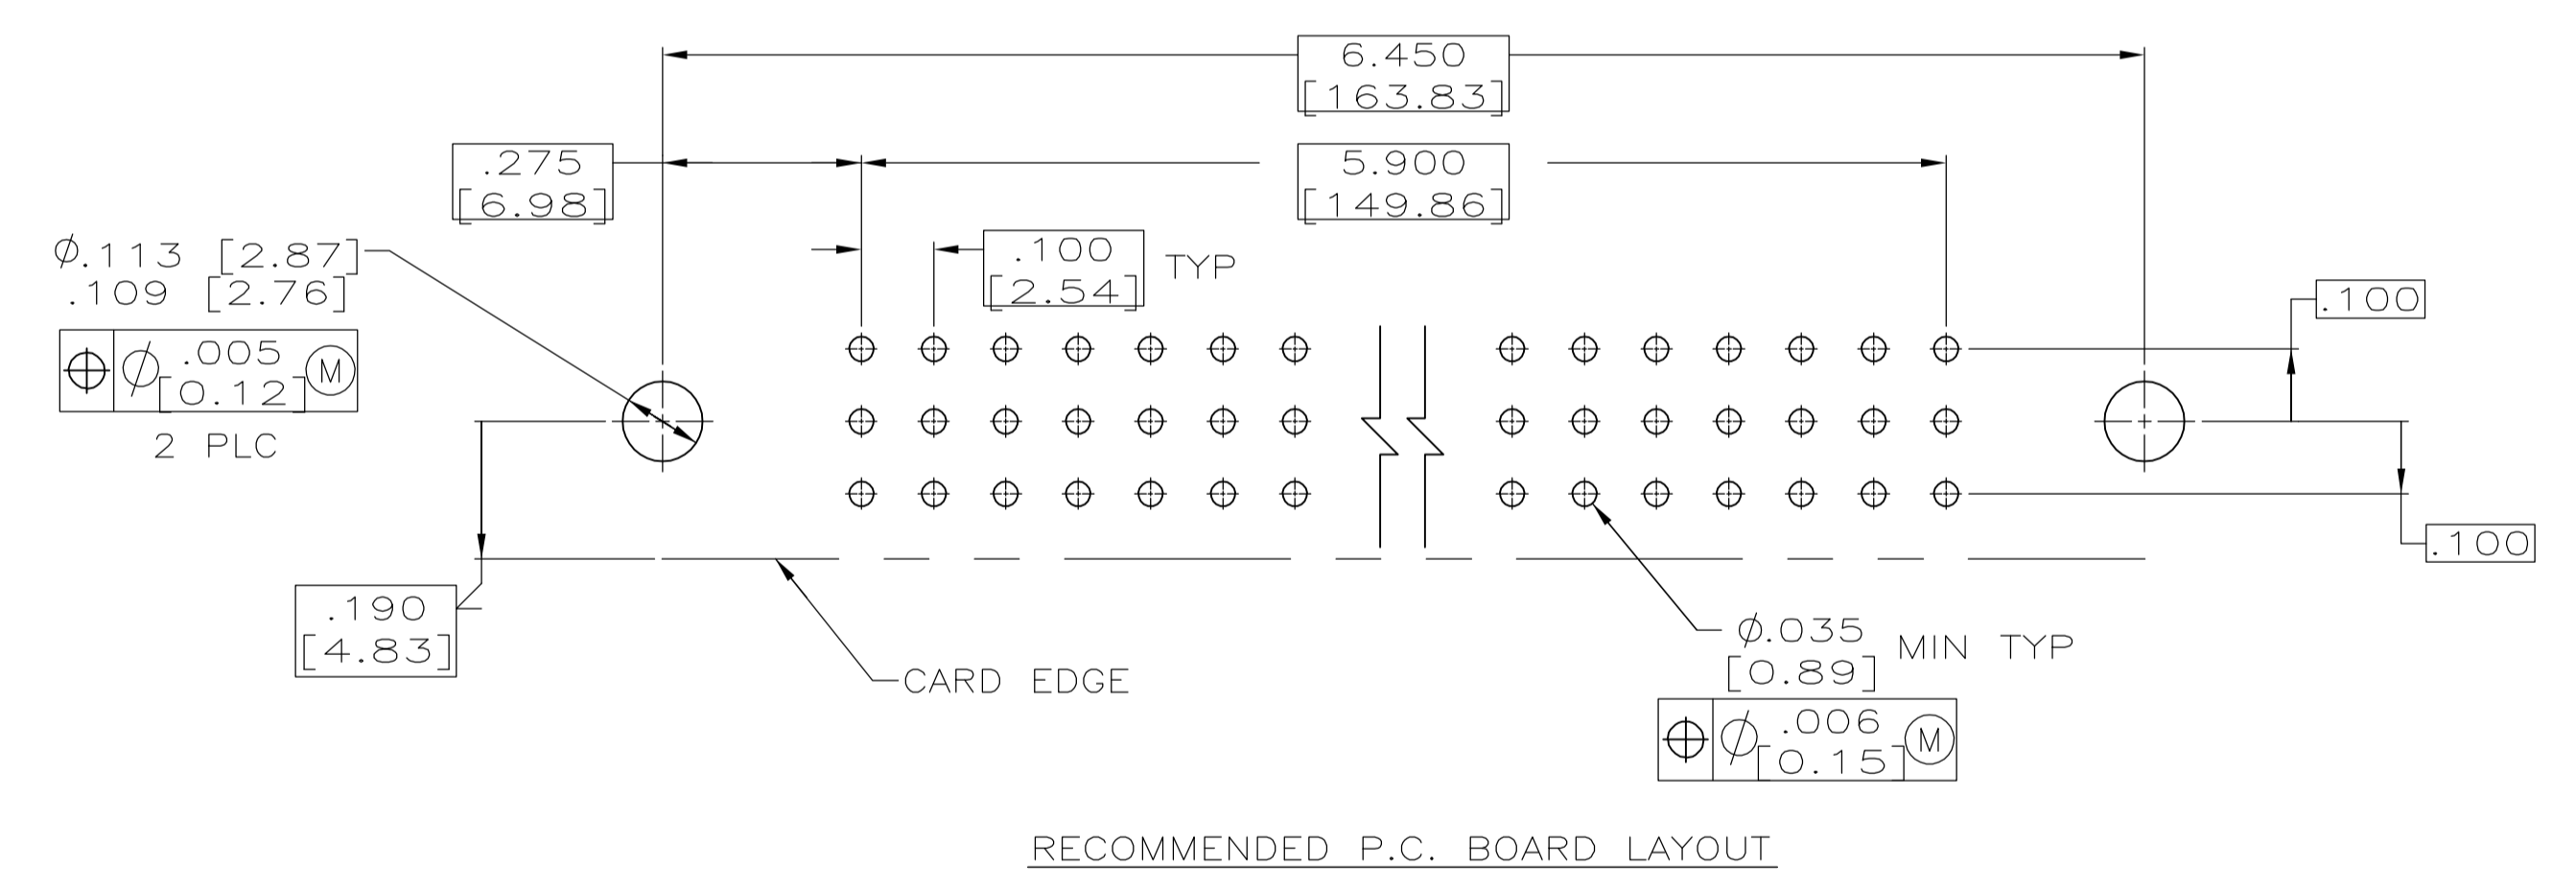 6.450
[163.83]
.275
[6.98]
5.900
[149.86]
.100
[2.54] TYP
Ø.113 [2.87]
.109 [2.76]
⌖ Ø .005 Ⓜ
[0.12]
2 PLC
.100
.100
.190
[4.83]
CARD EDGE
Ø.035 MIN TYP
[0.89]
⌖ Ø .006 Ⓜ
[0.15]
RECOMMENDED P.C. BOARD LAYOUT